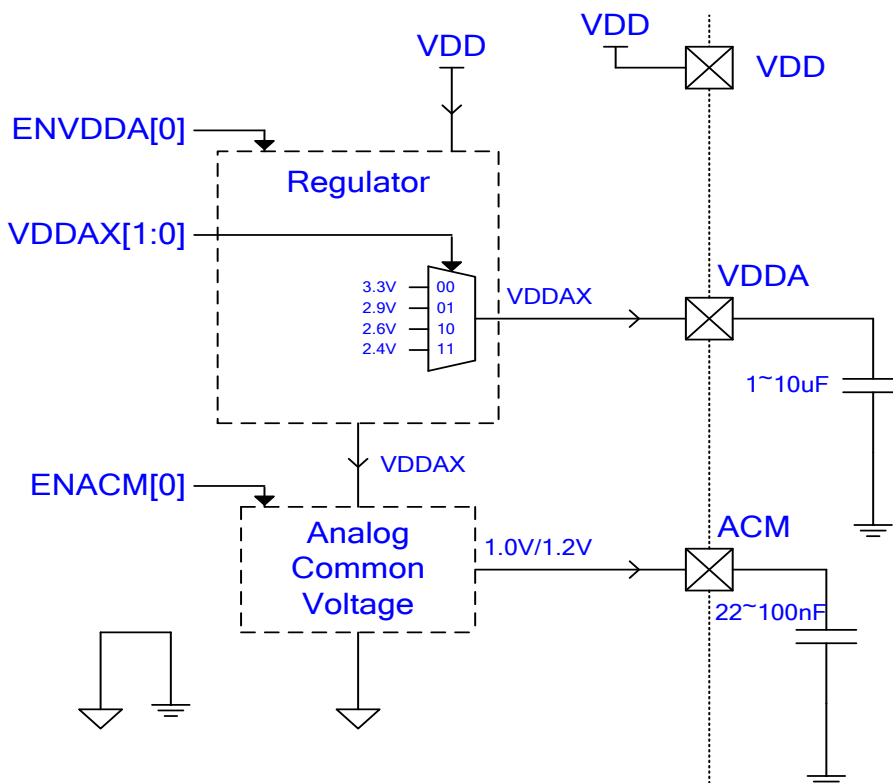 VDD
VDD
VDD
ENVDDA[0]
Regulator
VDDAX[1:0]
VDDA
3.3V 00
2.9V 01
2.6V 10
2.4V 11
VDDAX
1~10uF
VDDAX
ENACM[0]
Analog
Common
Voltage
1.0V/1.2V
ACM
22~100nF